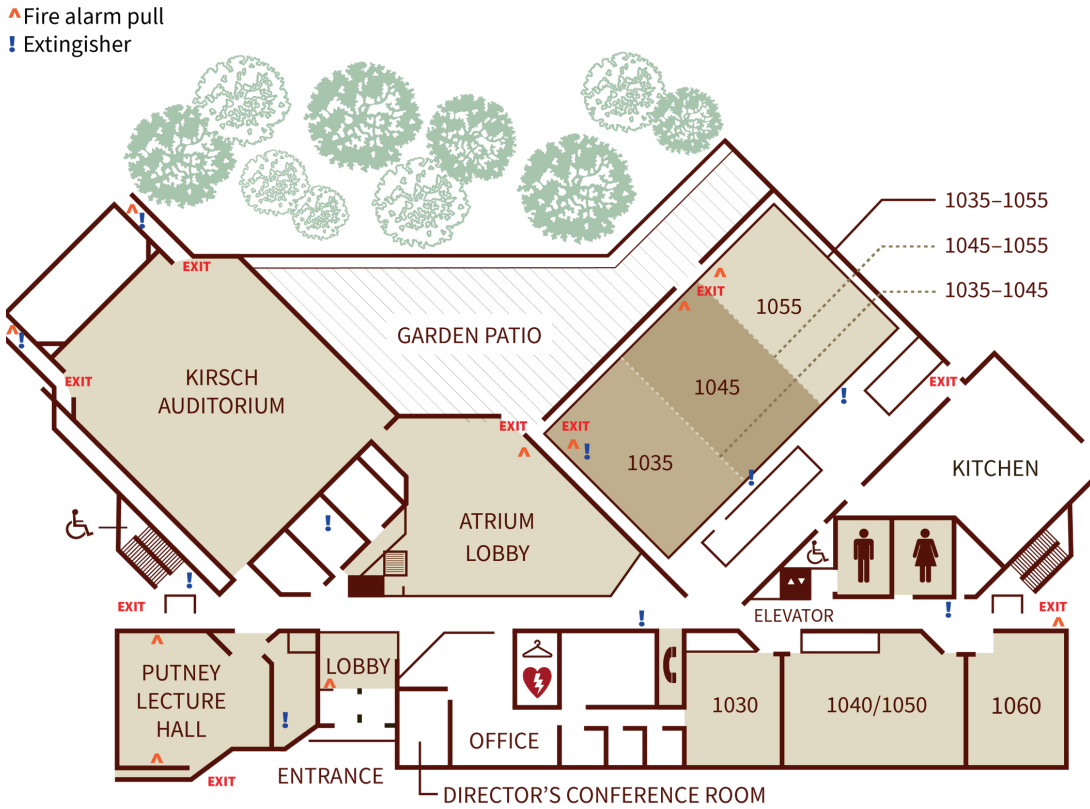 ^ Fire alarm pull
! Extingisher
1035–1055
1045–1055
1035–1045
EXIT
EXIT
1055
GARDEN PATIO
KIRSCH
AUDITORIUM
EXIT
1045
EXIT
EXIT
EXIT
1035
KITCHEN
ATRIUM
LOBBY
EXIT
ELEVATOR
EXIT
PUTNEY
LECTURE
HALL
LOBBY
1030
1040/1050
1060
OFFICE
EXIT
ENTRANCE
DIRECTOR'S CONFERENCE ROOM